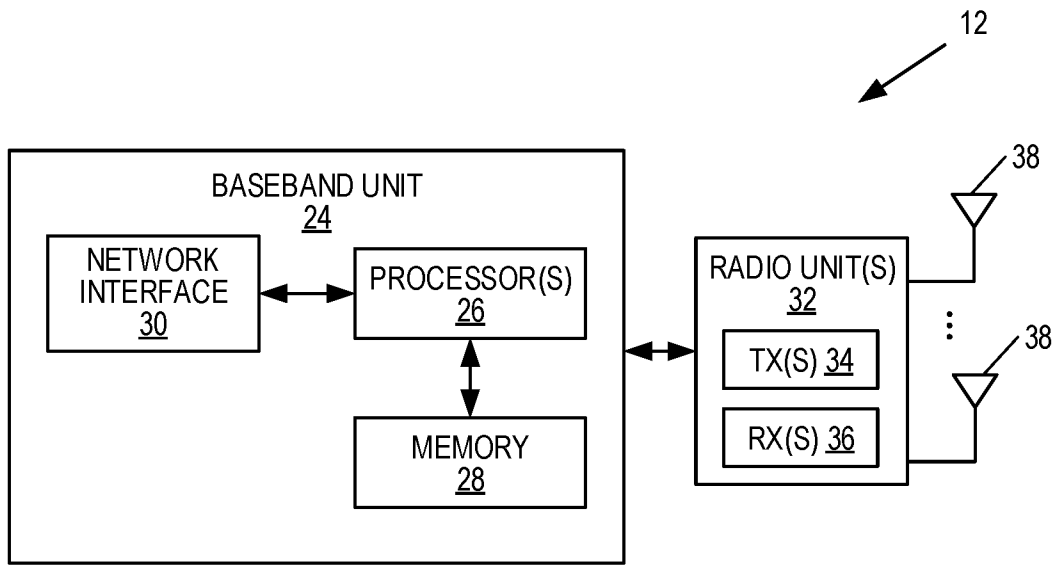 12
BASEBAND UNIT
24
NETWORK
INTERFACE
30
PROCESSOR(S)
26
MEMORY
28
RADIO UNIT(S)
32
TX(S) 34
RX(S) 36
38
38